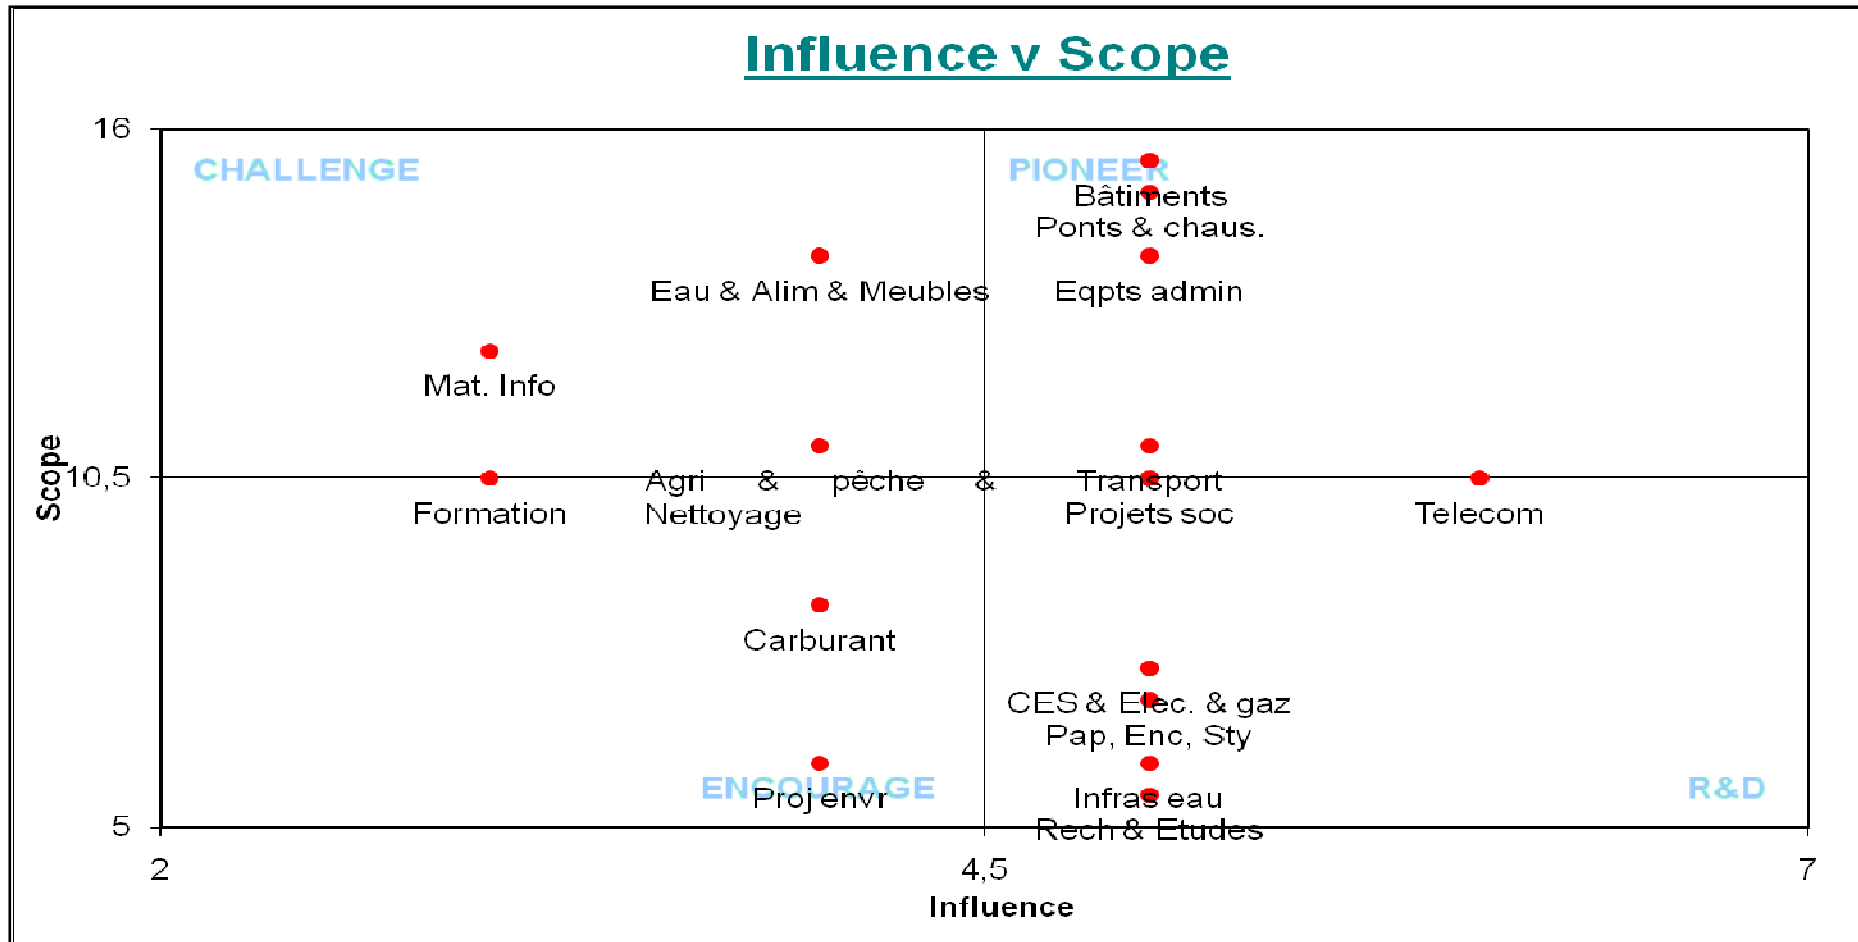 Influence v Scope
16
CHALLENGE
PIONEER
Bâtiments
Ponts & chaus.
Eau & Alim & Meubles
Eqpts admin
Mat. Info
Scope
10,5
Agri & pêche & Transport
Nettoyage
Formation
Projets soc
Telecom
Carburant
CES & Elec. & gaz
Pap, Enc, Sty
ENCOURAGE
R&D
Proj envr
Infras eau
Rech & Etudes
5
2
4,5
7
Influence